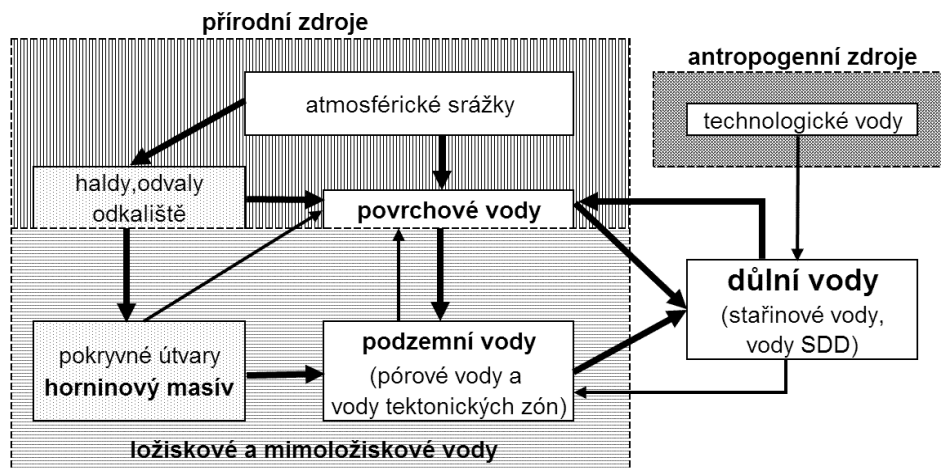 přírodní zdroje
antropogenní zdroje
atmosférické srážky
technologické vody
haldy,odvaly
odkaliště
povrchové vody
důlní vody
(stařinové vody,
vody SDD)
pokryvné útvary
horninový masív
podzemní vody
(pórové vody a
vody tektonických zón)
ložiskové a mimoložiskové vody